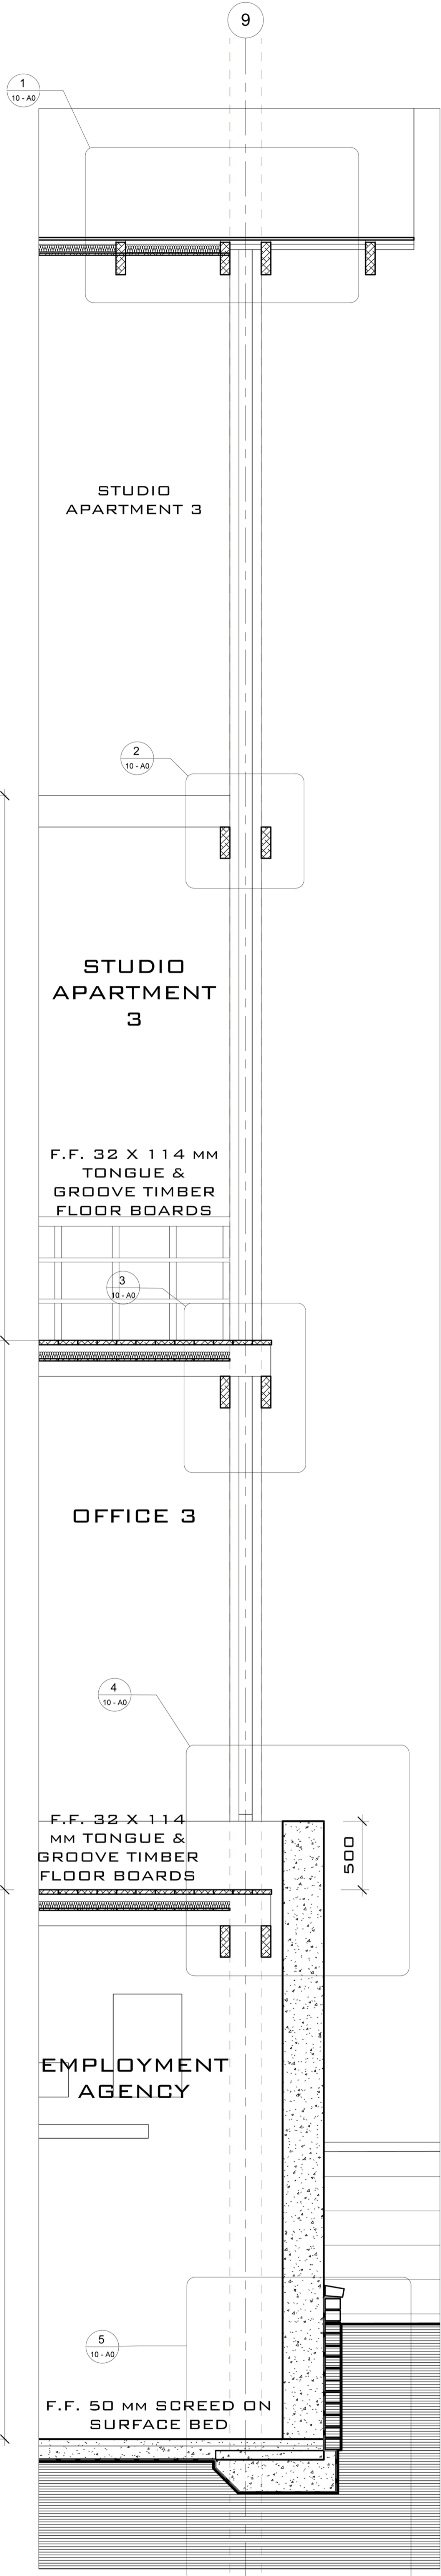 9
1
10 - A0
STUDIO
APARTMENT 3
2
10 - A0
STUDIO
APARTMENT
3
F.F. 32 X 114 MM
TONGUE &
GROOVE TIMBER
FLOOR BOARDS
3
10 - A0
OFFICE 3
4
10 - A0
F.F. 32 X 114
MM TONGUE &
GROOVE TIMBER
FLOOR BOARDS
500
EMPLOYMENT
AGENCY
5
10 - A0
F.F. 50 MM SCREED ON
SURFACE BED